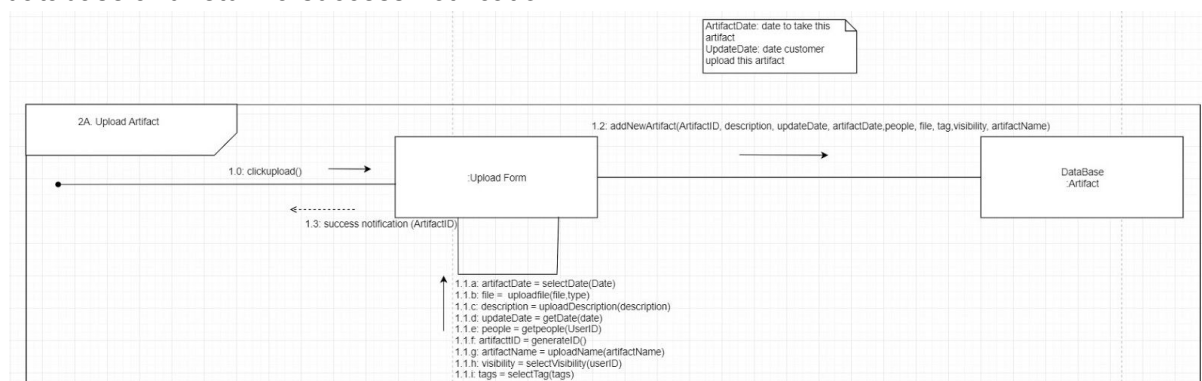 ArtifactDate: date to take this
artifact
UpdateDate: date customer
upload this artifact
2A. Upload Artifact
1.2: addNewArtifact(ArtifactID, description, updateDate, artifactDate,people, file, tag,visibility, artifactName)
1.0: clickupload()
:Upload Form
DataBase
:Artifact
1.3: success notification (ArtifactID)
1.1.a: artifactDate = selectDate(Date)
1.1.b: file = uploadfile(file,type)
1.1.c: description = uploadDescription(description)
1.1.d: updateDate = getDate(date)
1.1.e: people = getpeople(UserID)
1.1.f: artifacttID = generateID()
1.1.g: artifactName = uploadName(artifactName)
1.1.h: visibility = selectVisibility(userID)
1.1.i: tags = selectTag(tags)